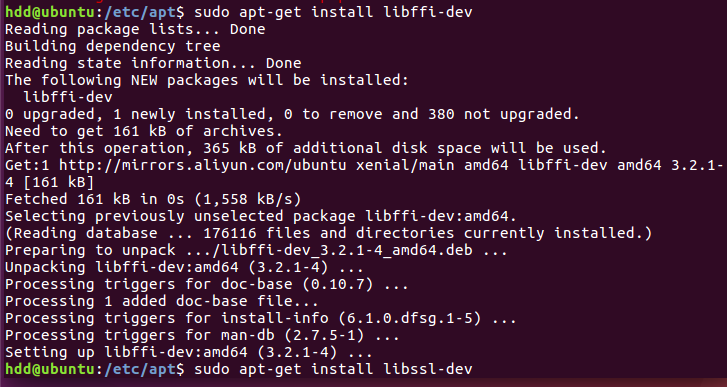 hdd@ubuntu:/etc/apt$ sudo apt-get install libffi-dev
Reading package lists... Done
Building dependency tree
Reading state information... Done
The following NEW packages will be installed:
  libffi-dev
0 upgraded, 1 newly installed, 0 to remove and 380 not upgraded.
Need to get 161 kB of archives.
After this operation, 365 kB of additional disk space will be used.
Get:1 http://mirrors.aliyun.com/ubuntu xenial/main amd64 libffi-dev amd64 3.2.1-
4 [161 kB]
Fetched 161 kB in 0s (1,558 kB/s)
Selecting previously unselected package libffi-dev:amd64.
(Reading database ... 176116 files and directories currently installed.)
Preparing to unpack .../libffi-dev_3.2.1-4_amd64.deb ...
Unpacking libffi-dev:amd64 (3.2.1-4) ...
Processing triggers for doc-base (0.10.7) ...
Processing 1 added doc-base file...
Processing triggers for install-info (6.1.0.dfsg.1-5) ...
Processing triggers for man-db (2.7.5-1) ...
Setting up libffi-dev:amd64 (3.2.1-4) ...
hdd@ubuntu:/etc/apt$ sudo apt-get install libssl-dev